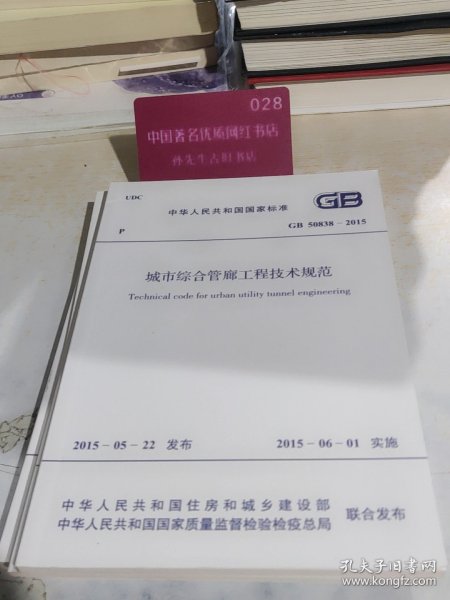 028
中国著名优质网红书店
孙先生古旧书店
UDC
中华人民共和国国家标准
GB
P
GB 50838-2015
城市综合管廊工程技术规范
Technical code for urban utility tunnel engineering
2015-05-22 发布
2015-06-01 实施
中华人民共和国住房和城乡建设部
中华人民共和国国家质量监督检验检疫总局
联合发布
孔夫子旧书网
www.kongfz.com